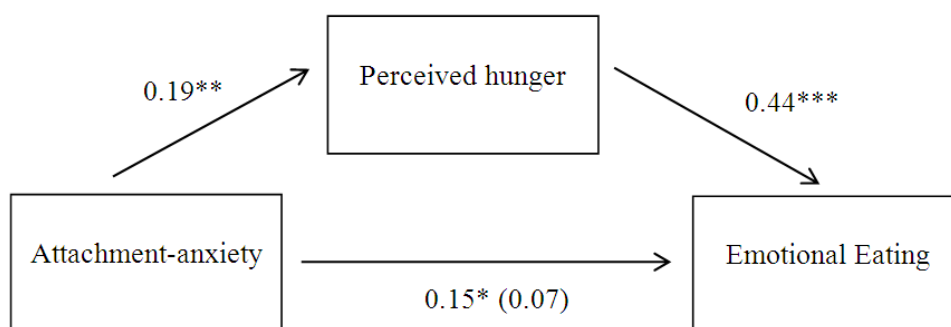 Perceived hunger
0.19**
0.44***
Attachment-anxiety
Emotional Eating
0.15* (0.07)